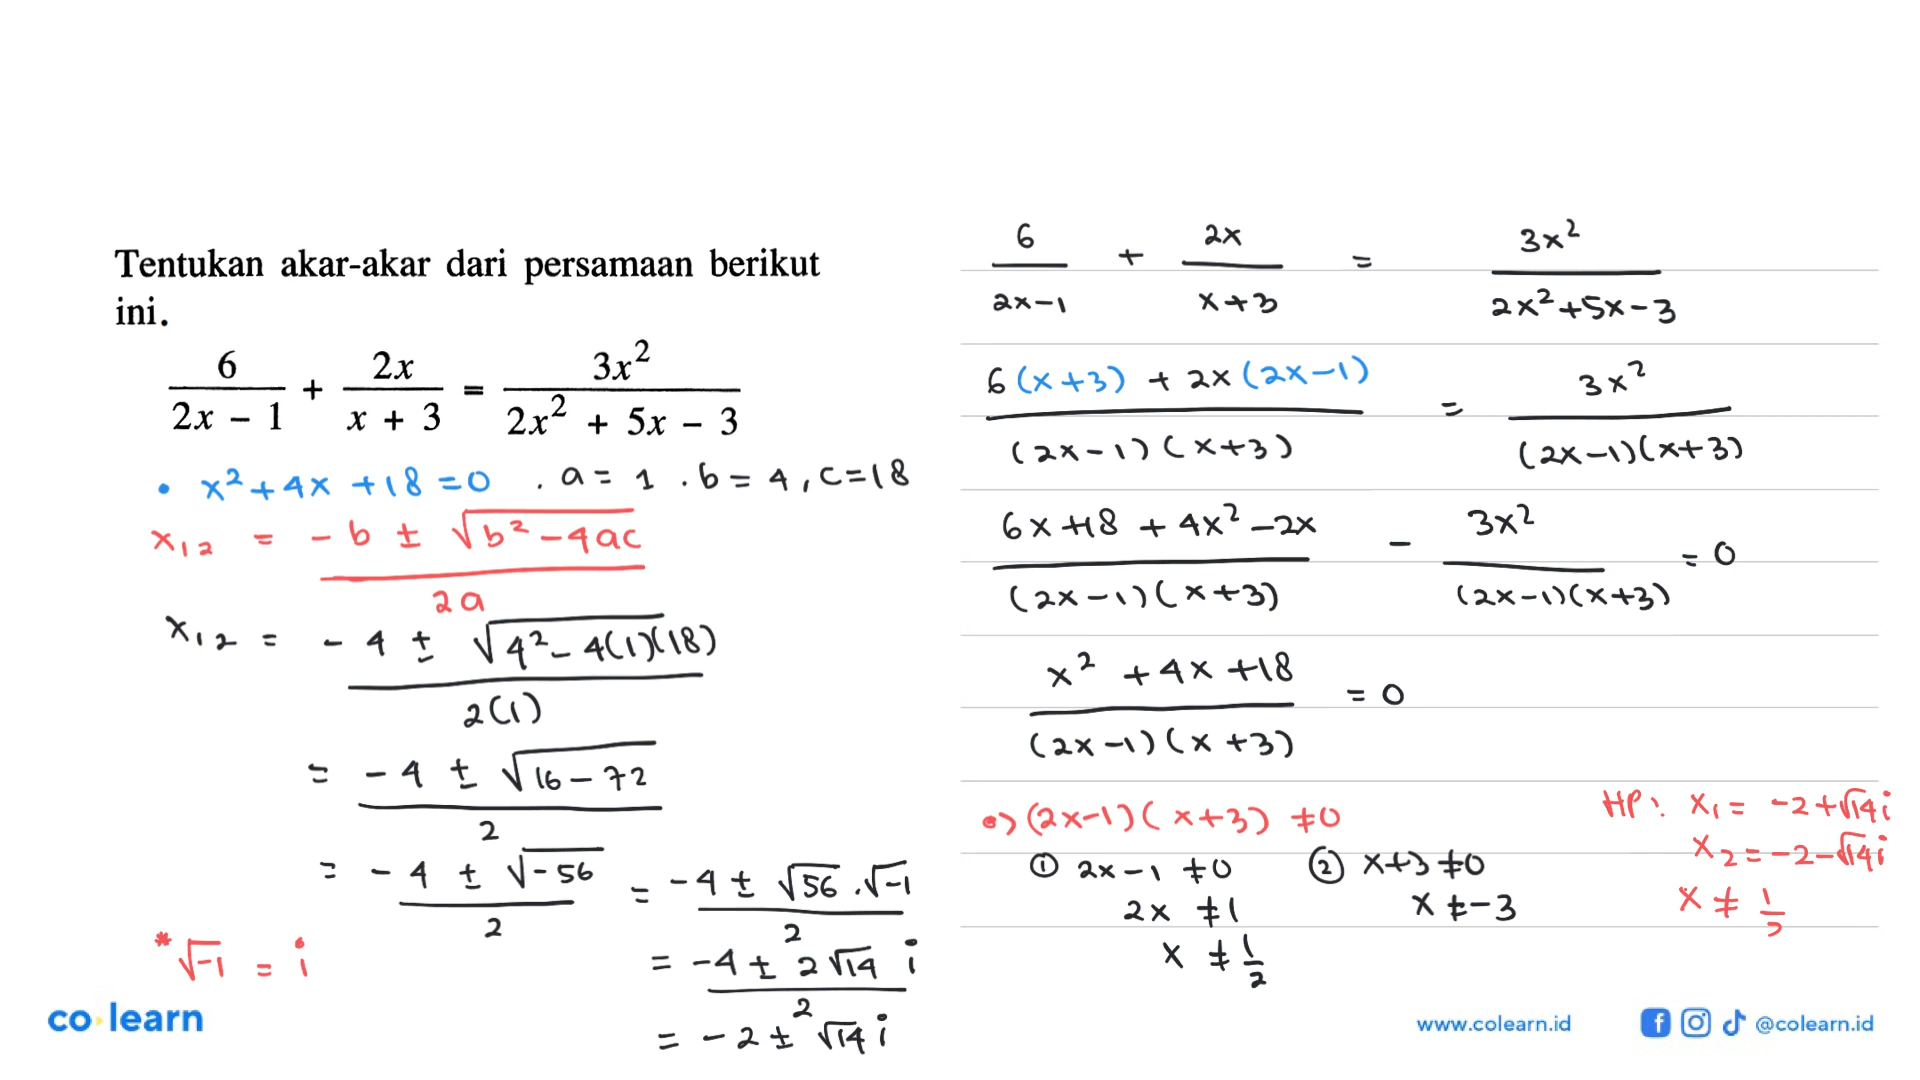 Tentukan akar-akar dari persamaan berikut
ini.
6/(2x − 1) + 2x/(x + 3) = 3x²/(2x² + 5x − 3)
• x²+4x+18=0 . a=1 . b=4, c=18
x₁₂ = (−b ± √(b²−4ac))/2a
x₁₂ = (−4 ± √(4²−4(1)(18)))/2(1)
= (−4 ± √(16−72))/2
= (−4 ± √−56)/2 = (−4 ± √56 . √−1)/2
* √−1 = i
= (−4 ± 2√14 i)/2
= −2 ± √14 i
6/(2x−1) + 2x/(x+3) = 3x²/(2x²+5x−3)
(6(x+3) + 2x(2x−1))/((2x−1)(x+3)) = 3x²/((2x−1)(x+3))
(6x+18 + 4x²−2x)/((2x−1)(x+3)) − 3x²/((2x−1)(x+3)) = 0
(x² + 4x + 18)/((2x−1)(x+3)) = 0
•> (2x−1)(x+3) ≠ 0
① 2x−1 ≠ 0
2x ≠ 1
x ≠ 1/2
② x+3 ≠ 0
x ≠ −3
HP: x₁ = −2+√14i
x₂ = −2−√14i
x ≠ 1/2
co learn
www.colearn.id
@colearn.id